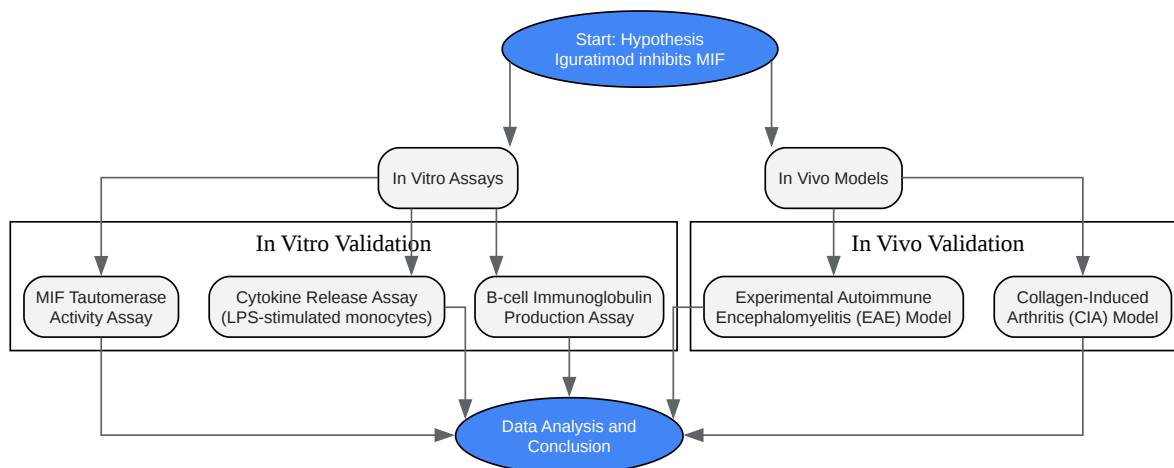 Start: Hypothesis
Iguratimod inhibits MIF
In Vitro Assays
In Vivo Models
In Vitro Validation
In Vivo Validation
MIF Tautomerase
Activity Assay
Cytokine Release Assay
(LPS-stimulated monocytes)
B-cell Immunoglobulin
Production Assay
Experimental Autoimmune
Encephalomyelitis (EAE) Model
Collagen-Induced
Arthritis (CIA) Model
Data Analysis and
Conclusion